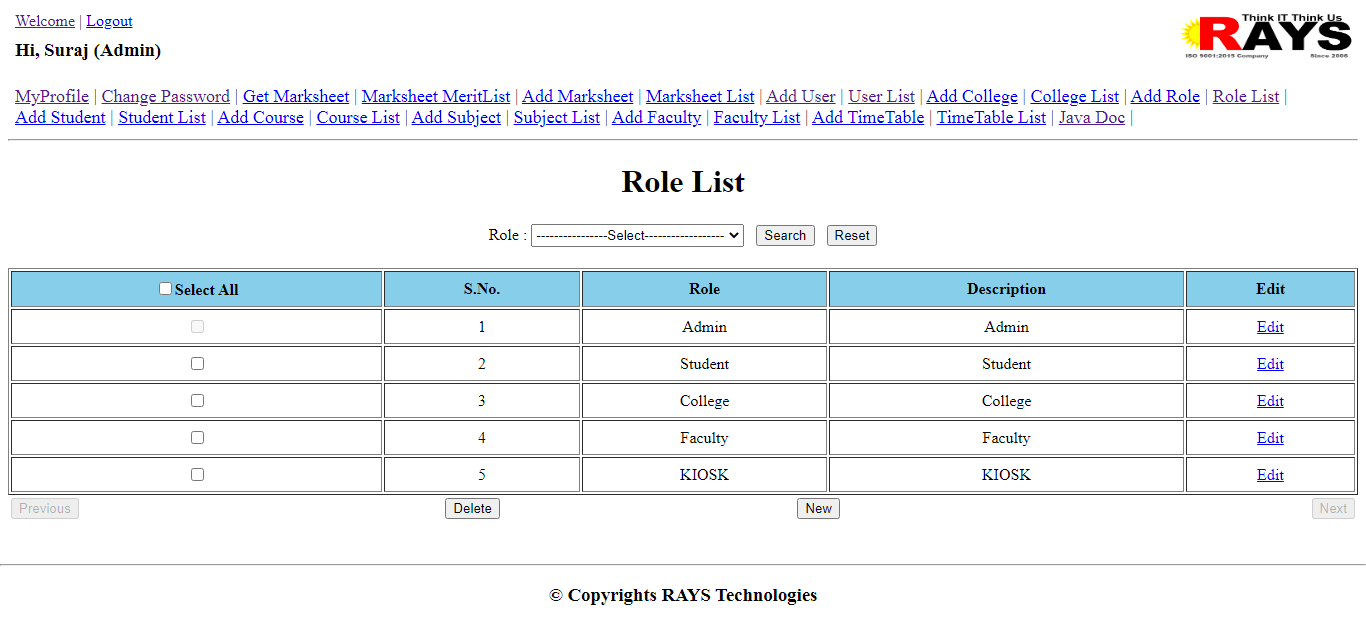 Welcome | Logout
Think IT Think Us
RAYS
ISO 9001:2015 Company Since 2006
Hi, Suraj (Admin)
MyProfile | Change Password | Get Marksheet | Marksheet MeritList | Add Marksheet | Marksheet List | Add User | User List | Add College | College List | Add Role | Role List |
Add Student | Student List | Add Course | Course List | Add Subject | Subject List | Add Faculty | Faculty List | Add TimeTable | TimeTable List | Java Doc |
Role List
Role : ----------------Select------------------ Search Reset
Select All S.No. Role Description Edit
1 Admin Admin Edit
2 Student Student Edit
3 College College Edit
4 Faculty Faculty Edit
5 KIOSK KIOSK Edit
Previous Delete New Next
© Copyrights RAYS Technologies